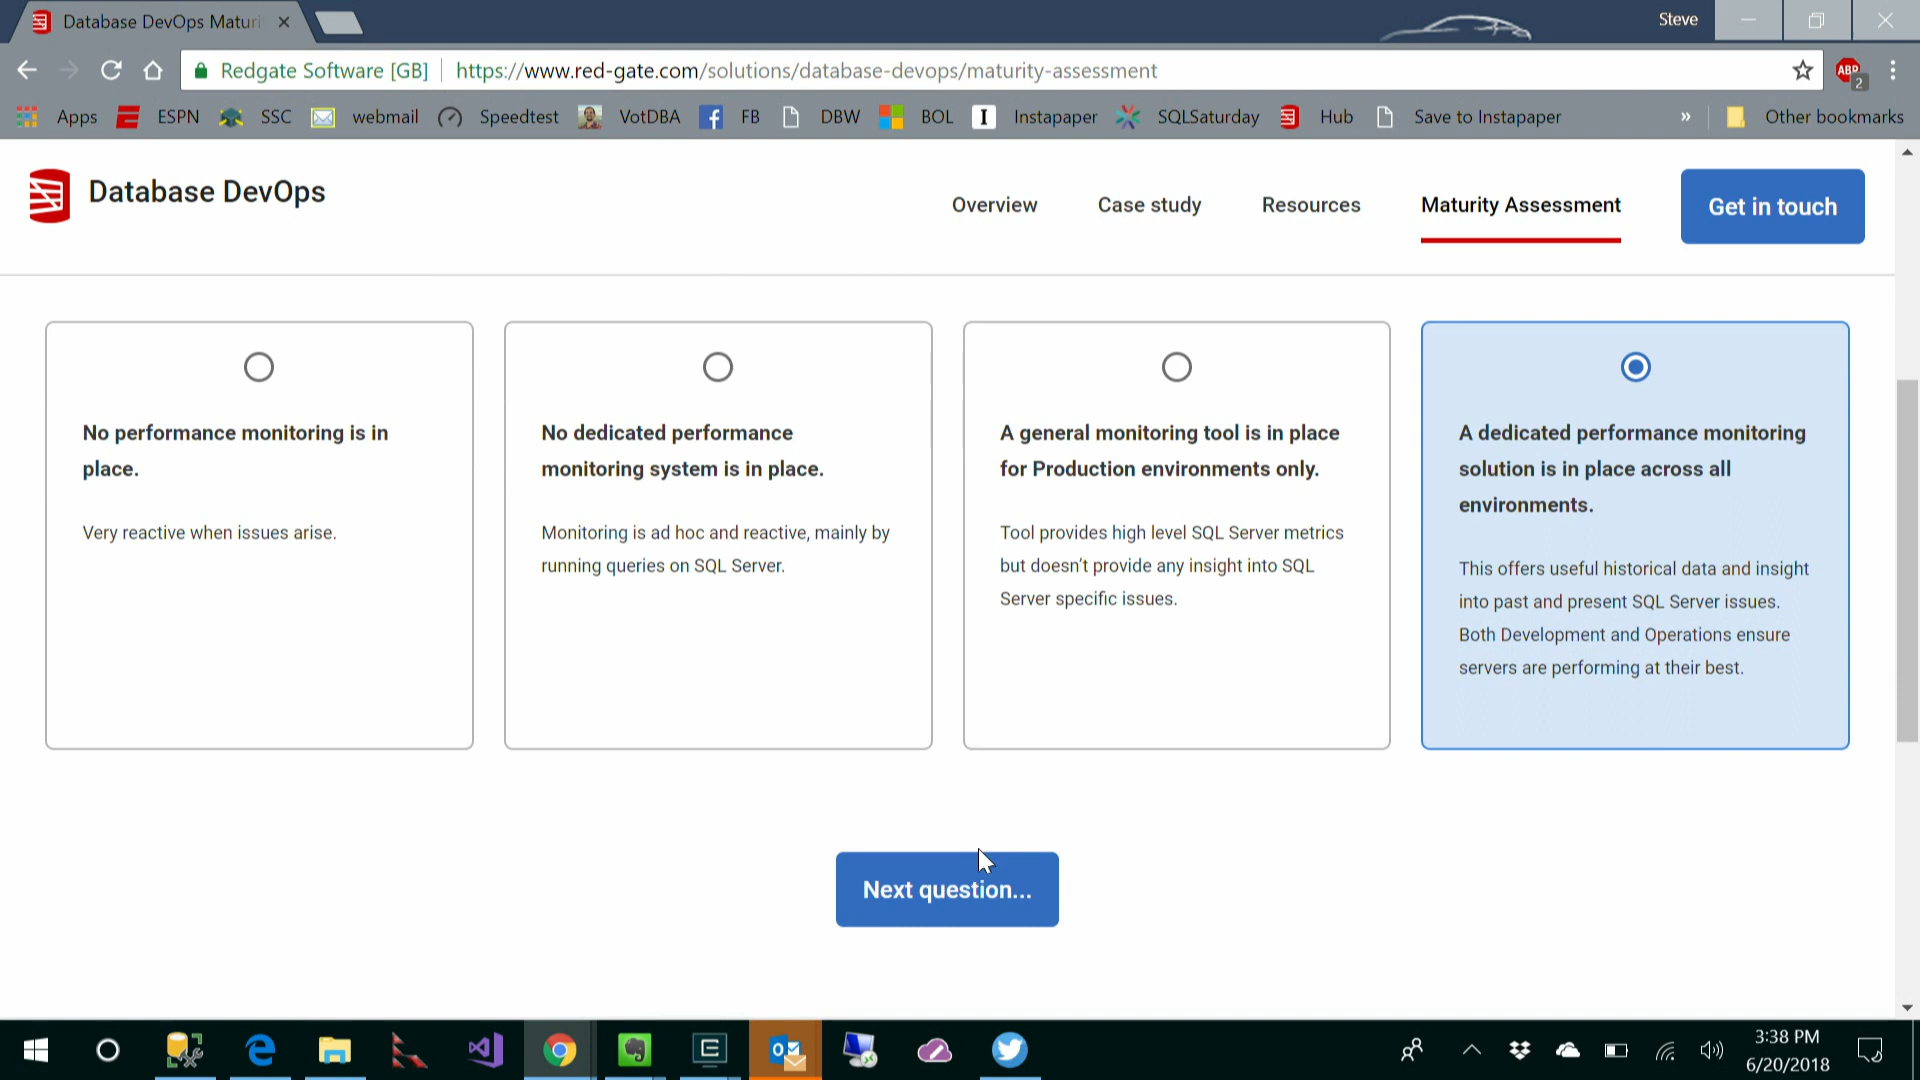 Database DevOps Maturi
Steve
Redgate Software [GB]
https://www.red-gate.com/solutions/database-devops/maturity-assessment
ABP
2
Apps
ESPN
SSC
webmail
Speedtest
VotDBA
FB
DBW
BOL
I
Instapaper
SQLSaturday
Hub
Save to Instapaper
»
Other bookmarks
Database DevOps
Overview
Case study
Resources
Maturity Assessment
Get in touch
No performance monitoring is in
place.
Very reactive when issues arise.
No dedicated performance
monitoring system is in place.
Monitoring is ad hoc and reactive, mainly by
running queries on SQL Server.
A general monitoring tool is in place
for Production environments only.
Tool provides high level SQL Server metrics
but doesn't provide any insight into SQL
Server specific issues.
A dedicated performance monitoring
solution is in place across all
environments.
This offers useful historical data and insight
into past and present SQL Server issues.
Both Development and Operations ensure
servers are performing at their best.
Next question...
3:38 PM
6/20/2018